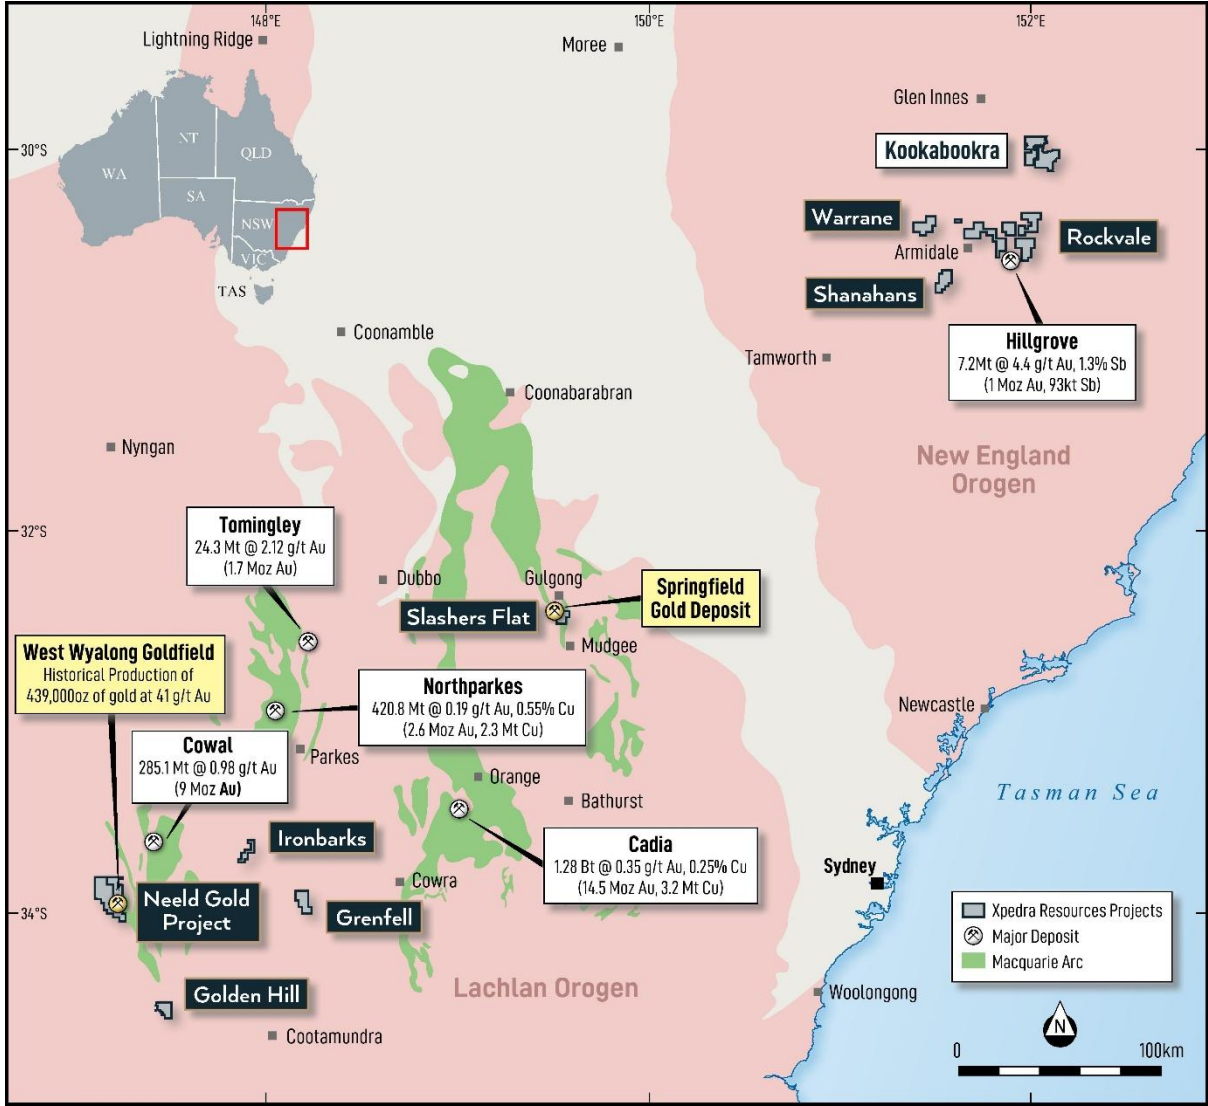 148°E
150°E
152°E
Lightning Ridge
Moree
Glen Innes
30°S
Kookabookra
NT
QLD
WA
SA
NSW
VIC
TAS
Warrane
Rockvale
Armidale
Shanahans
Coonamble
Hillgrove
7.2Mt @ 4.4 g/t Au, 1.3% Sb
(1 Moz Au, 93kt Sb)
Tamworth
Coonabarabran
Nyngan
New England
Orogen
32°S
Tomingley
24.3 Mt @ 2.12 g/t Au
(1.7 Moz Au)
Dubbo
Gulgong
Slashers Flat
Springfield
Gold Deposit
Mudgee
West Wyalong Goldfield
Historical Production of
439,000oz of gold at 41 g/t Au
Northparkes
420.8 Mt @ 0.19 g/t Au, 0.55% Cu
(2.6 Moz Au, 2.3 Mt Cu)
Newcastle
Cowal
285.1 Mt @ 0.98 g/t Au
(9 Moz Au)
Parkes
Orange
Bathurst
Tasman Sea
Ironbarks
Cadia
1.28 Bt @ 0.35 g/t Au, 0.25% Cu
(14.5 Moz Au, 3.2 Mt Cu)
Sydney
Cowra
34°S
Neeld Gold
Project
Grenfell
Xpedra Resources Projects
Major Deposit
Macquarie Arc
Golden Hill
Lachlan Orogen
Woolongong
Cootamundra
N
0
100km